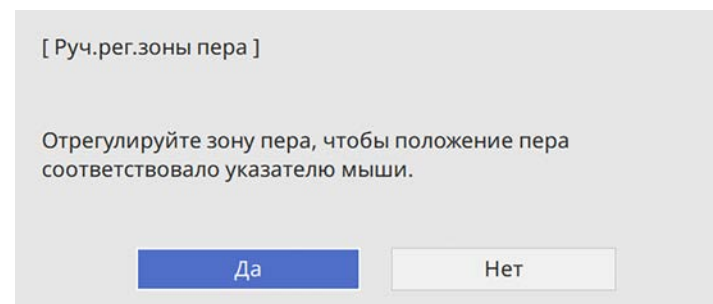 [ Руч.рег.зоны пера ]
Отрегулируйте зону пера, чтобы положение пера
соответствовало указателю мыши.
Да
Нет